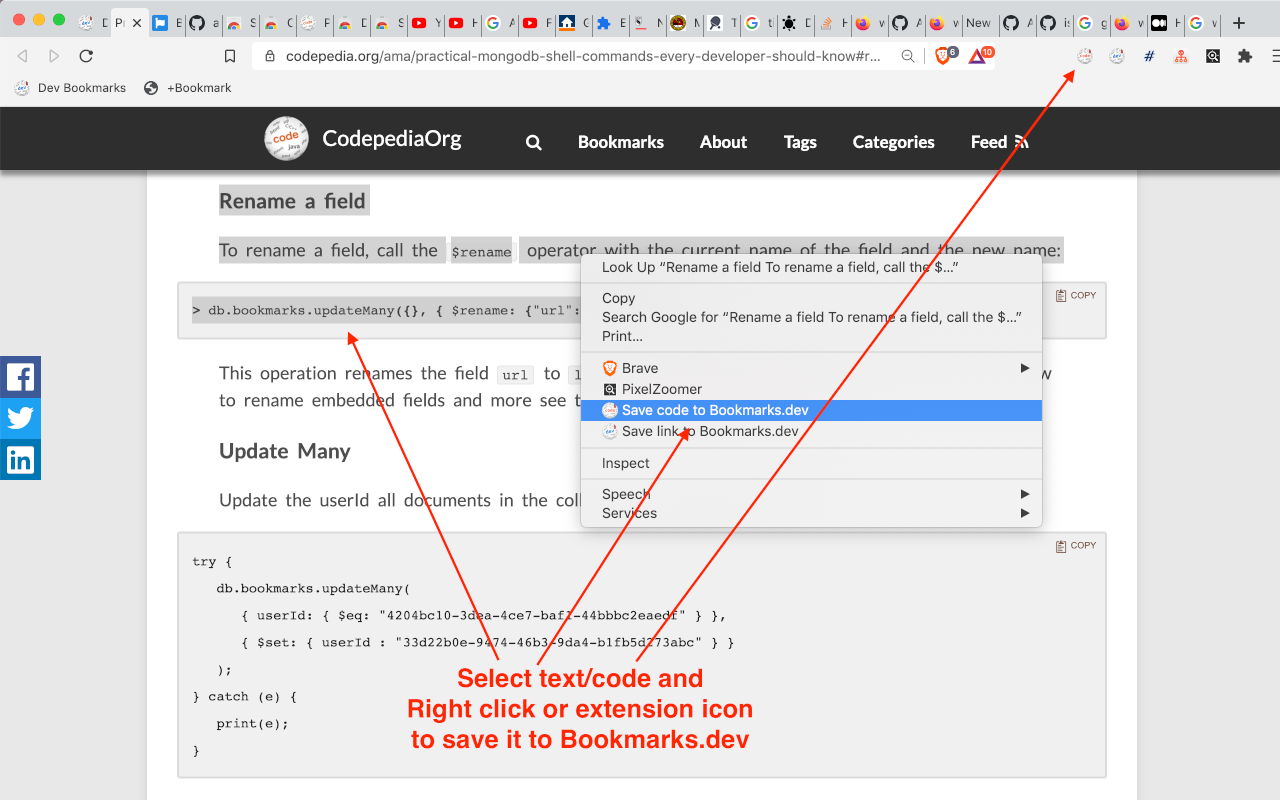 Pr
New
codepedia.org/ama/practical-mongodb-shell-commands-every-developer-should-know#r...
6
10
#
Dev Bookmarks
+Bookmark
code
java
CodepediaOrg
Bookmarks
About
Tags
Categories
Feed
Rename a field
To rename a field, call the $rename operator with the current name of the field and the new name:
COPY
> db.bookmarks.updateMany({}, { $rename: {"url":
This operation renames the field url to
to rename embedded fields and more see
Update Many
Update the userId all documents in the coll
Look Up “Rename a field To rename a field, call the $...”
Copy
Search Google for “Rename a field To rename a field, call the $...”
Print...
Brave
PixelZoomer
Save code to Bookmarks.dev
Save link to Bookmarks.dev
Inspect
Speech
Services
COPY
try {
db.bookmarks.updateMany(
{ userId: { $eq: "4204bc10-3dea-4ce7-baf1-44bbbc2eaedf" } },
{ $set: { userId : "33d22b0e-9474-46b3-9da4-b1fb5d273abc" } }
);
} catch (e) {
print(e);
}
Select text/code and
Right click or extension icon
to save it to Bookmarks.dev